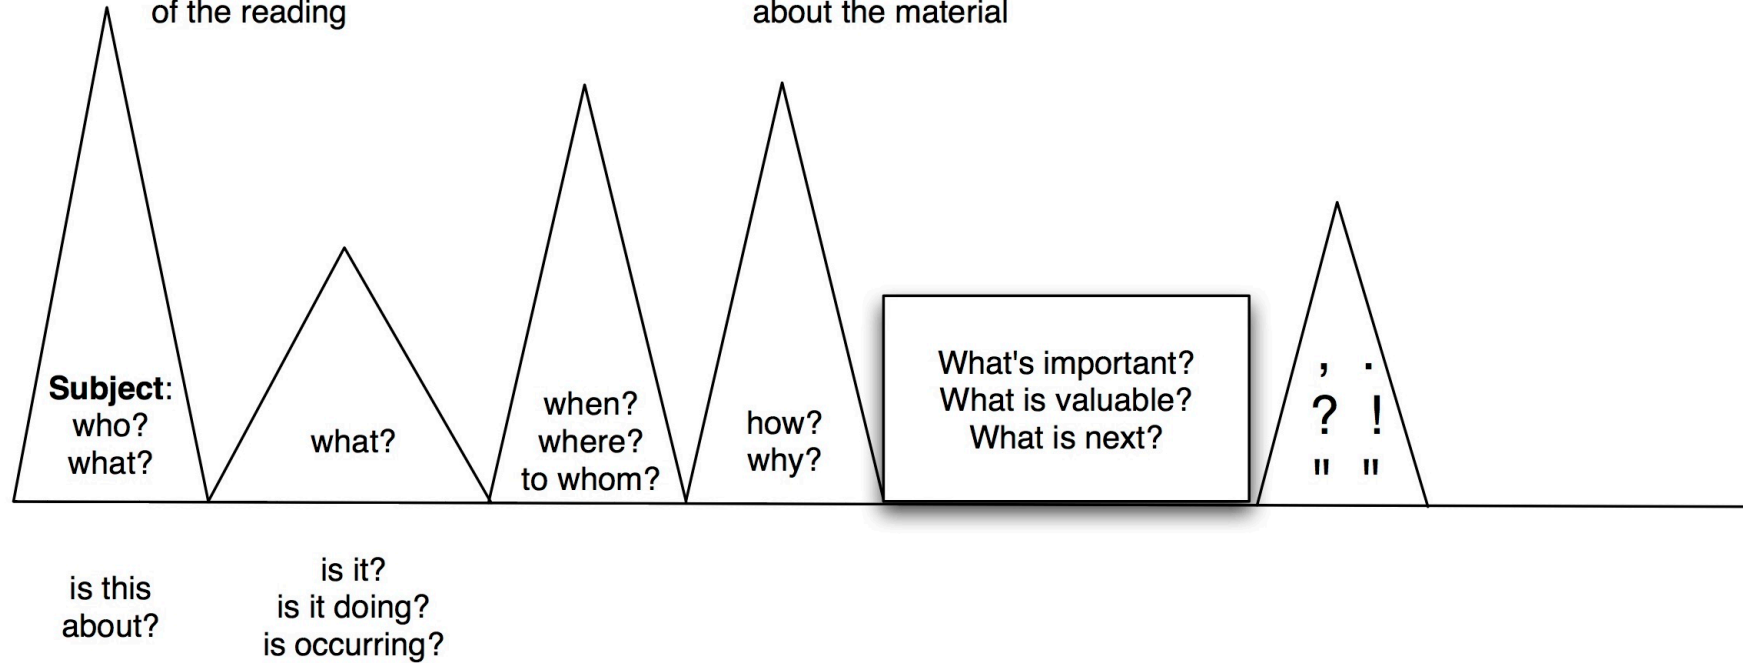 of the reading
about the material
Subject:
who?
what?
what?
when?
where?
to whom?
how?
why?
What's important?
What is valuable?
What is next?
, .
? !
" "
is this
about?
is it?
is it doing?
is occurring?